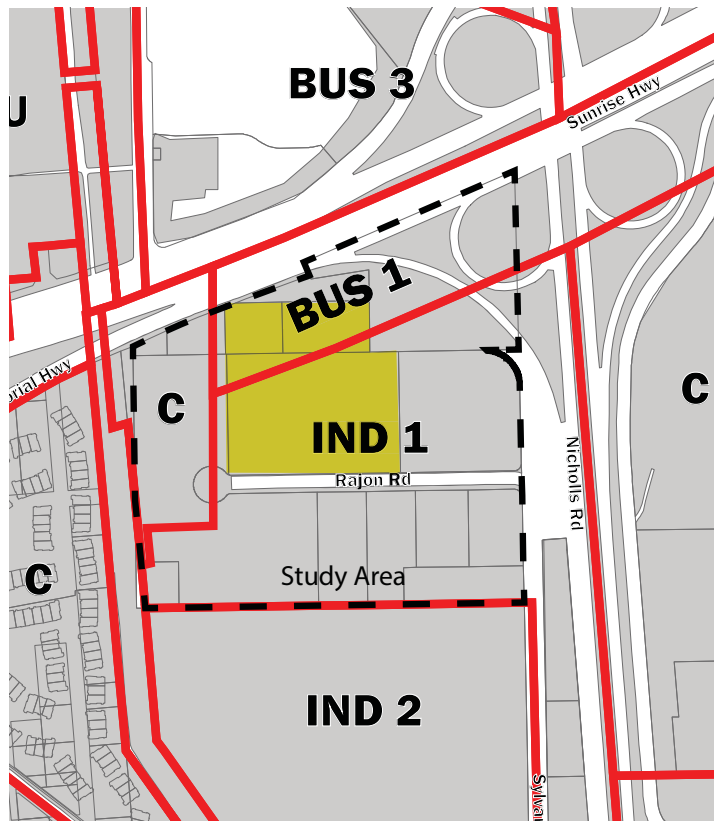 BUS 3
U
Sunrise Hwy
BUS 1
orial Hwy
C
C
IND 1
Rajon Rd
Nicholls Rd
Study Area
C
IND 2
Sylva